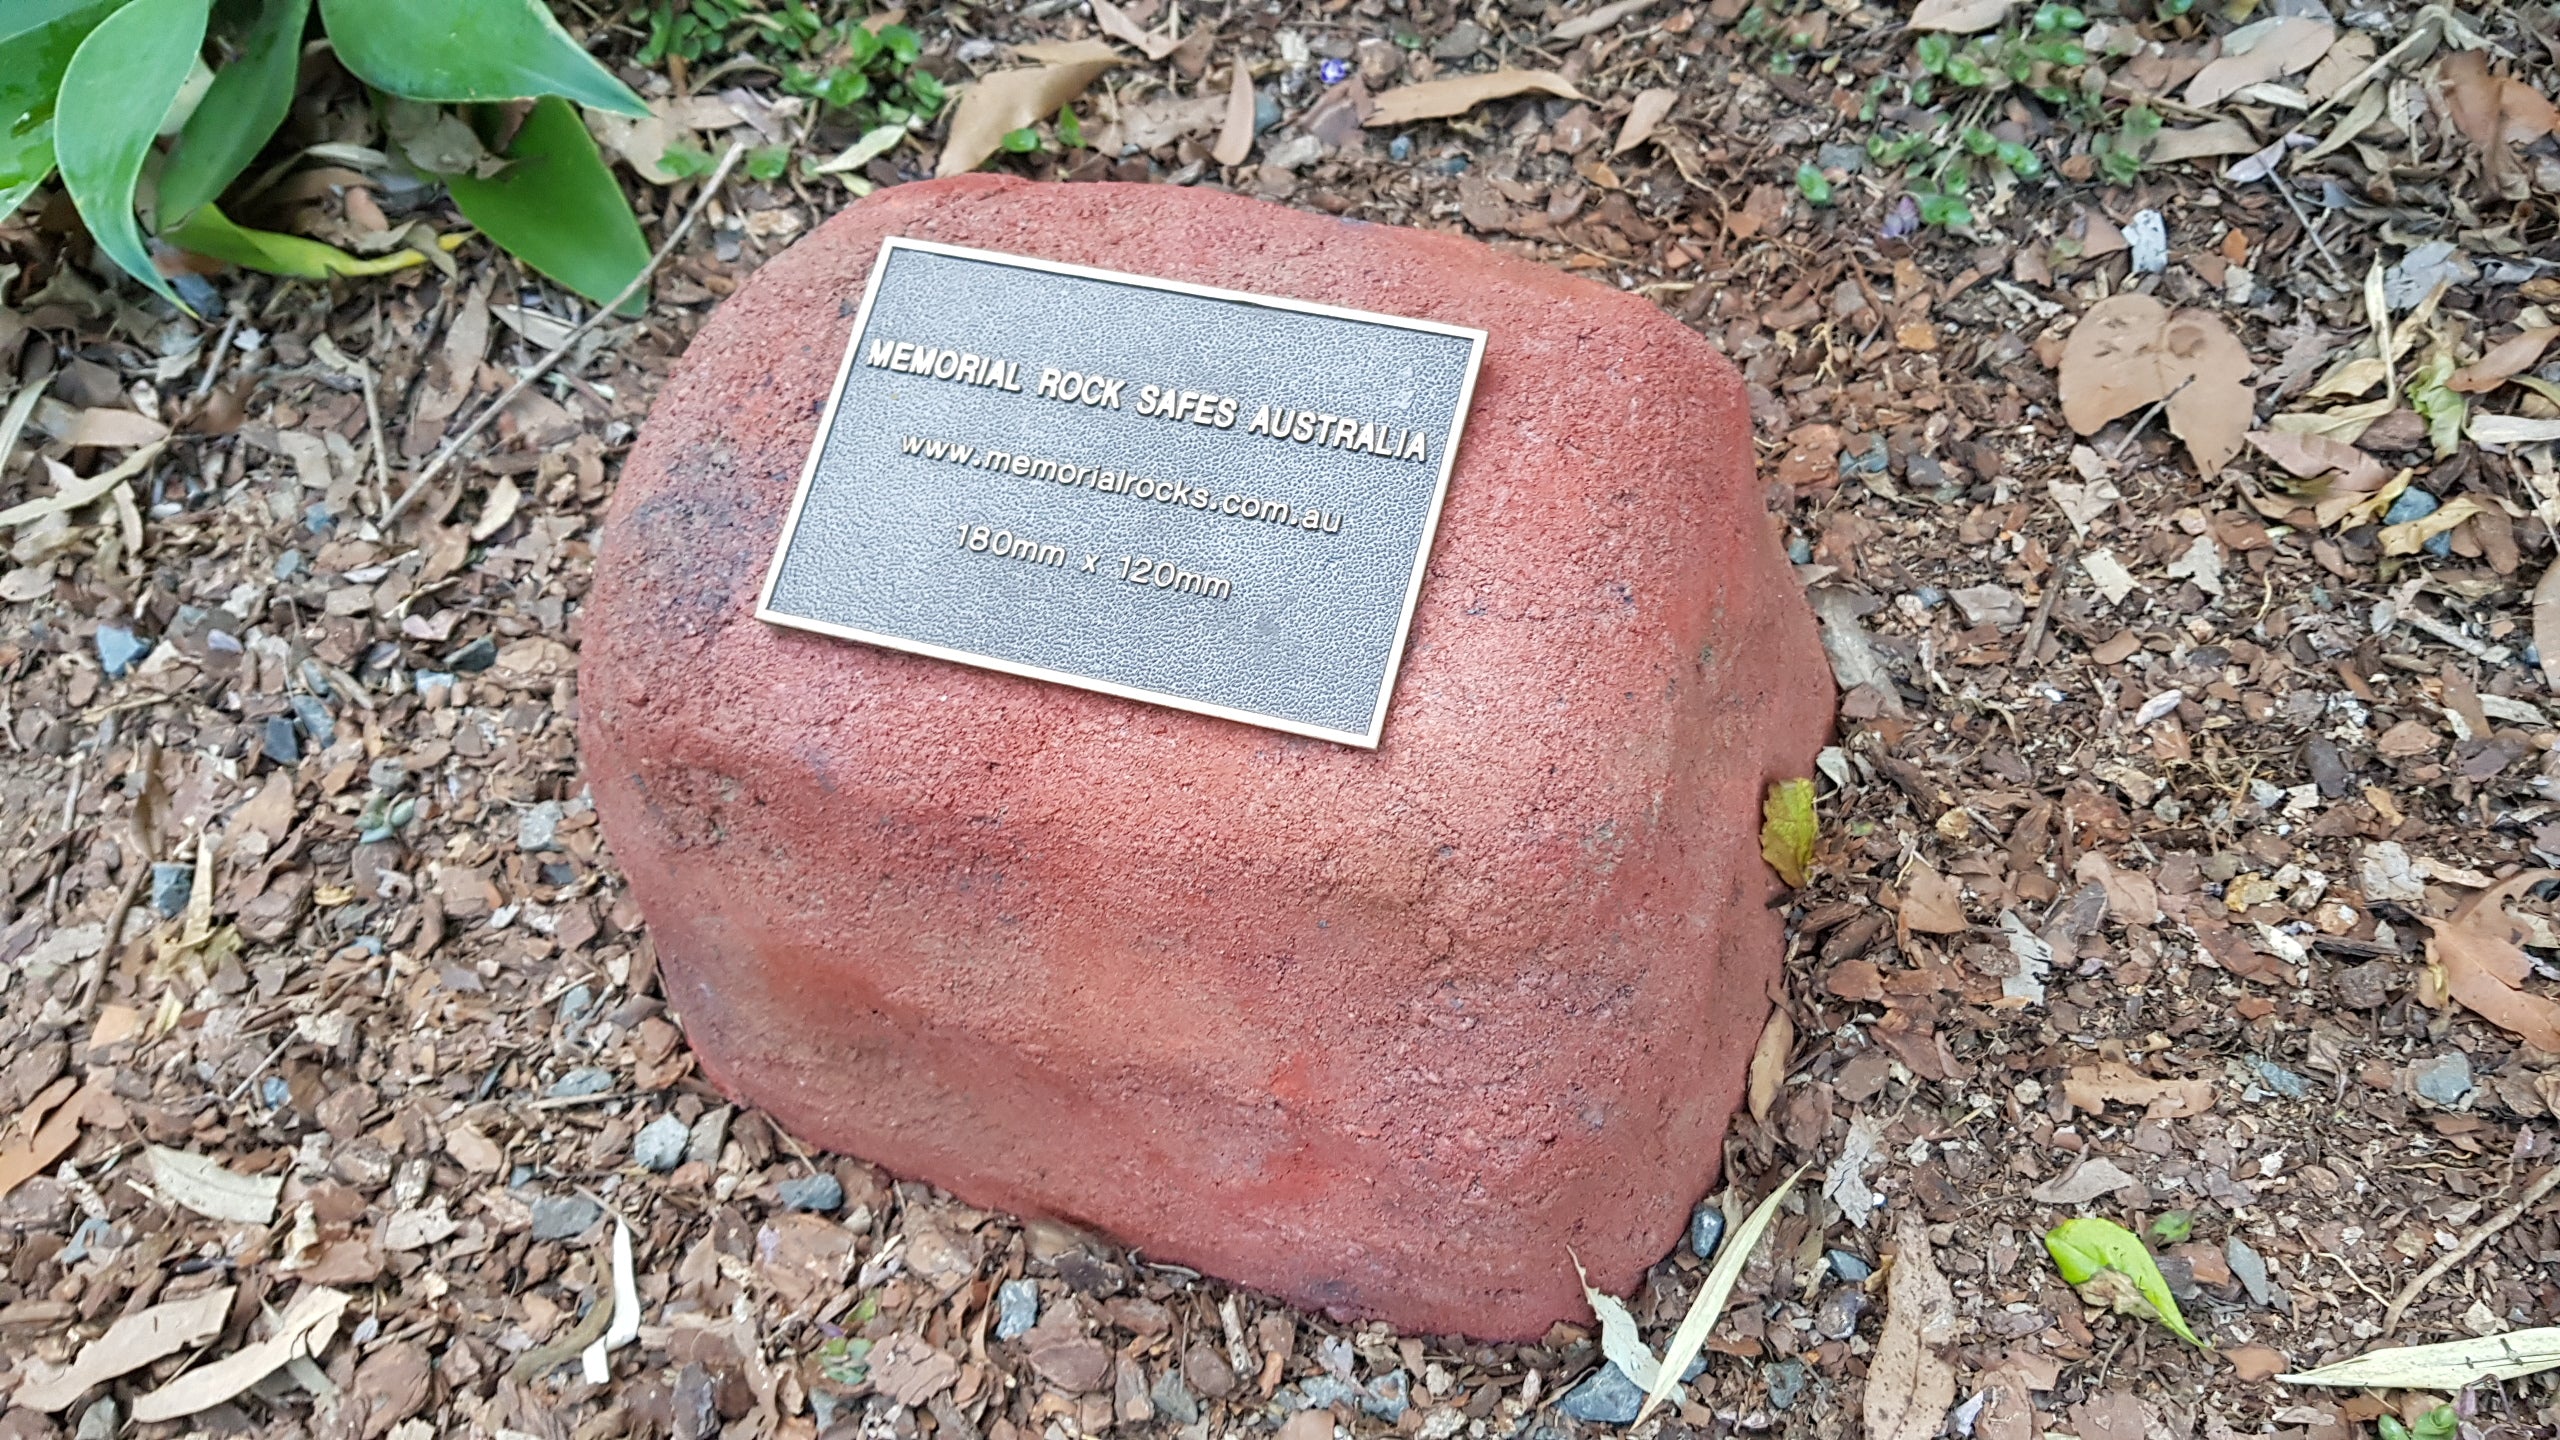 MEMORIAL ROCK SAFES AUSTRALIA
www.memorialrocks.com.au
180mm x 120mm